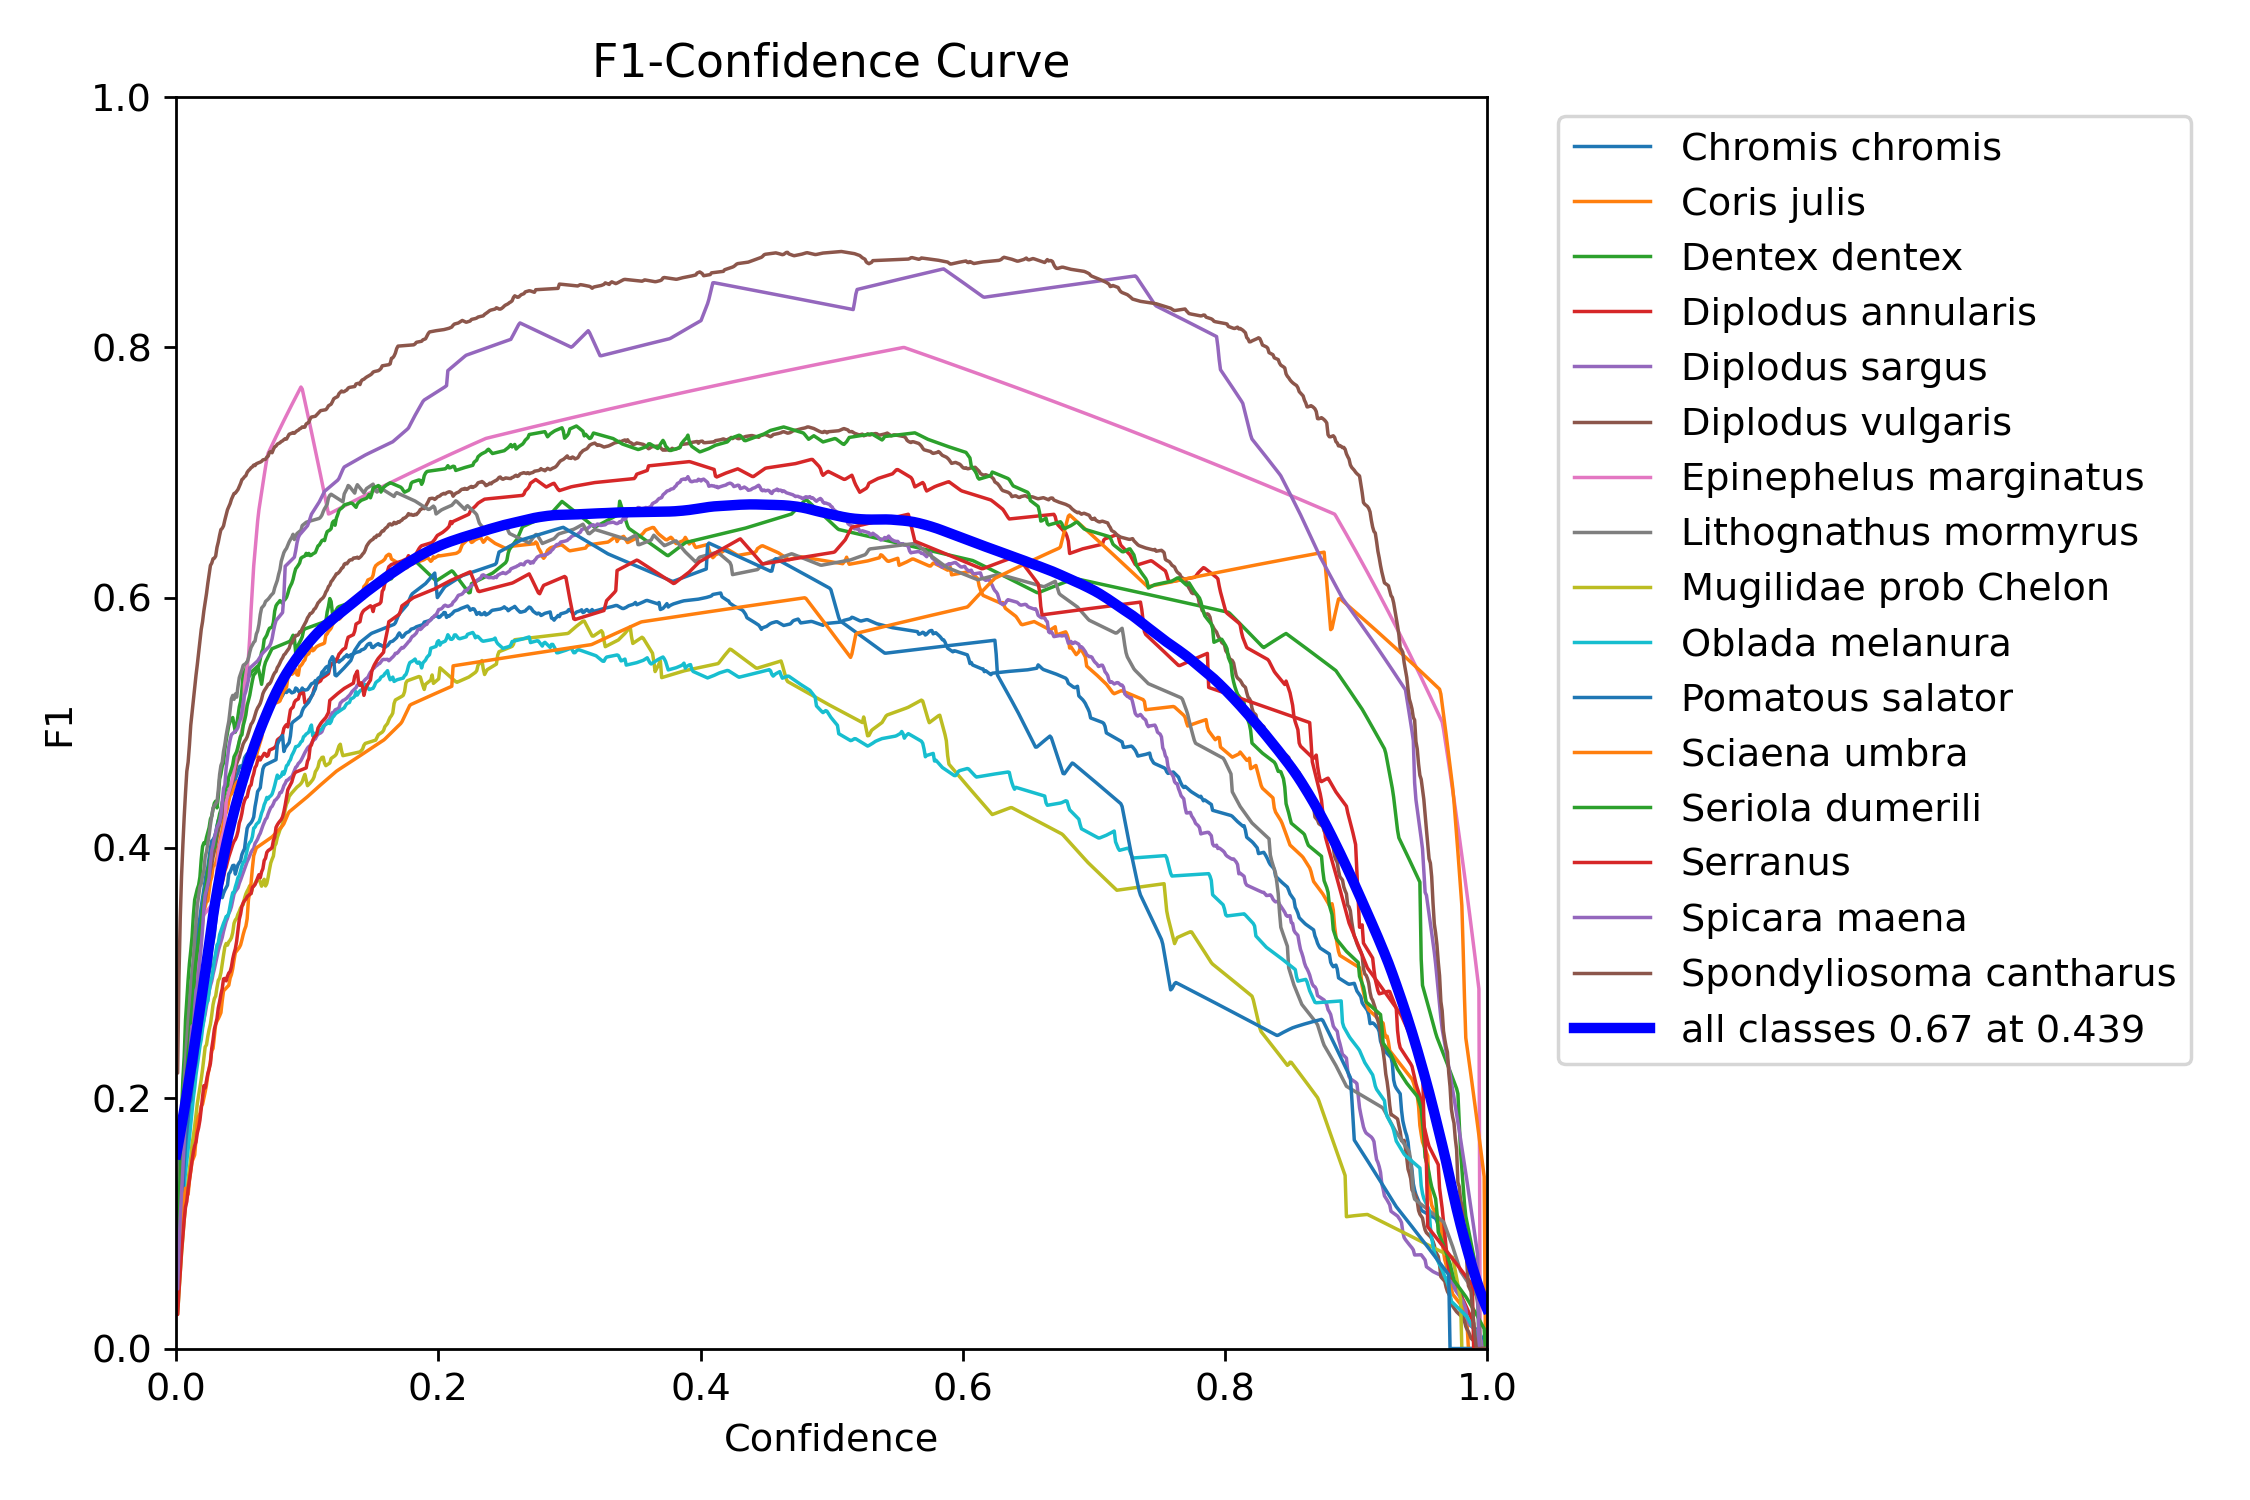 F1-Confidence Curve
1.0
0.8
0.6
0.4
0.2
0.0
F1
0.0 0.2 0.4 0.6 0.8 1.0
Confidence
Chromis chromis
Coris julis
Dentex dentex
Diplodus annularis
Diplodus sargus
Diplodus vulgaris
Epinephelus marginatus
Lithognathus mormyrus
Mugilidae prob Chelon
Oblada melanura
Pomatous salator
Sciaena umbra
Seriola dumerili
Serranus
Spicara maena
Spondyliosoma cantharus
all classes 0.67 at 0.439